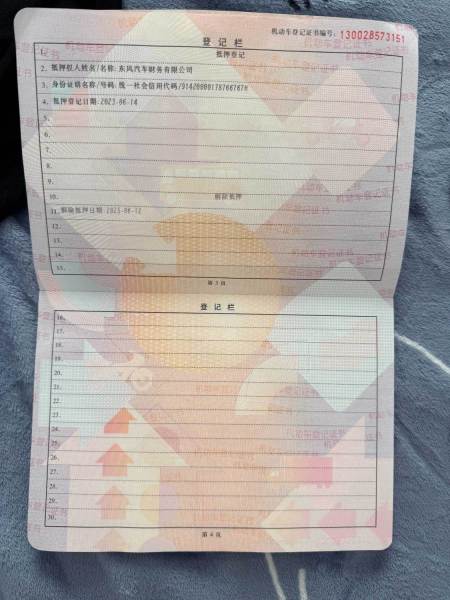 机动车登记证书编号: 130028573151
登记栏
1. 抵押登记
2. 抵押权人姓名/名称:东风汽车财务有限公司
3. 身份证明名称/号码:统一社会信用代码/914200001787667​67#
4. 抵押登记日期:2023-06-14
5.
6.
7.
8.
9.
10. 解除抵押
11. 解除抵押日期:2025-06-12
12.
13.
14.
15.
第 3 页
登记栏
16.
17.
18.
19.
20.
21.
22.
23.
24.
25.
26.
27.
28.
29.
30.
第 4 页